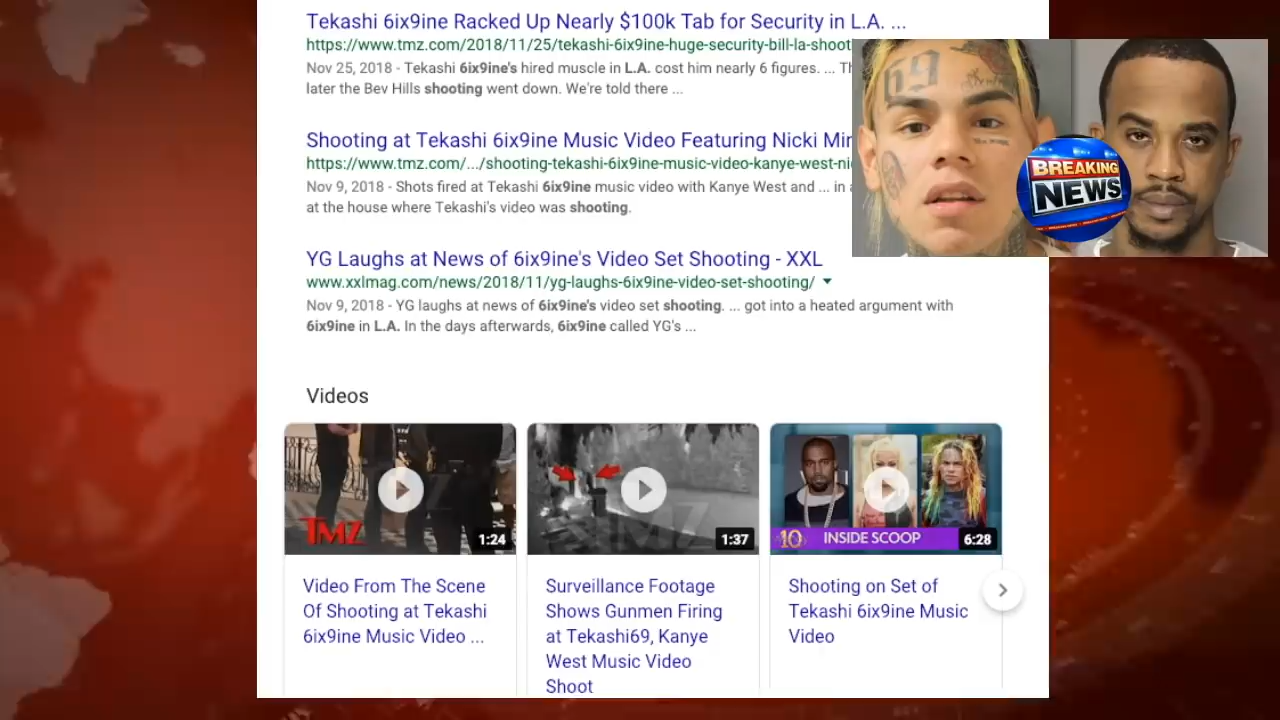 Tekashi 6ix9ine Racked Up Nearly $100k Tab for Security in L.A. ...
https://www.tmz.com/2018/11/25/tekashi-6ix9ine-huge-security-bill-la-shoot
Nov 25, 2018 - Tekashi 6ix9ine's hired muscle in L.A. cost him nearly 6 figures. ... Th
later the Bev Hills shooting went down. We're told there ...
69
BREAKING
NEWS
Shooting at Tekashi 6ix9ine Music Video Featuring Nicki Mir
https://www.tmz.com/.../shooting-tekashi-6ix9ine-music-video-kanye-west-ni
Nov 9, 2018 - Shots fired at Tekashi 6ix9ine music video with Kanye West and ... in a
at the house where Tekashi's video was shooting.
YG Laughs at News of 6ix9ine's Video Set Shooting - XXL
www.xxlmag.com/news/2018/11/yg-laughs-6ix9ine-video-set-shooting/
Nov 9, 2018 - YG laughs at news of 6ix9ine's video set shooting. ... got into a heated argument with
6ix9ine in L.A. In the days afterwards, 6ix9ine called YG's ...
Videos
TMZ
1:24
TMZ
1:37
10
INSIDE SCOOP
6:28
Video From The Scene
Of Shooting at Tekashi
6ix9ine Music Video ...
Surveillance Footage
Shows Gunmen Firing
at Tekashi69, Kanye
West Music Video
Shoot
Shooting on Set of
Tekashi 6ix9ine Music
Video